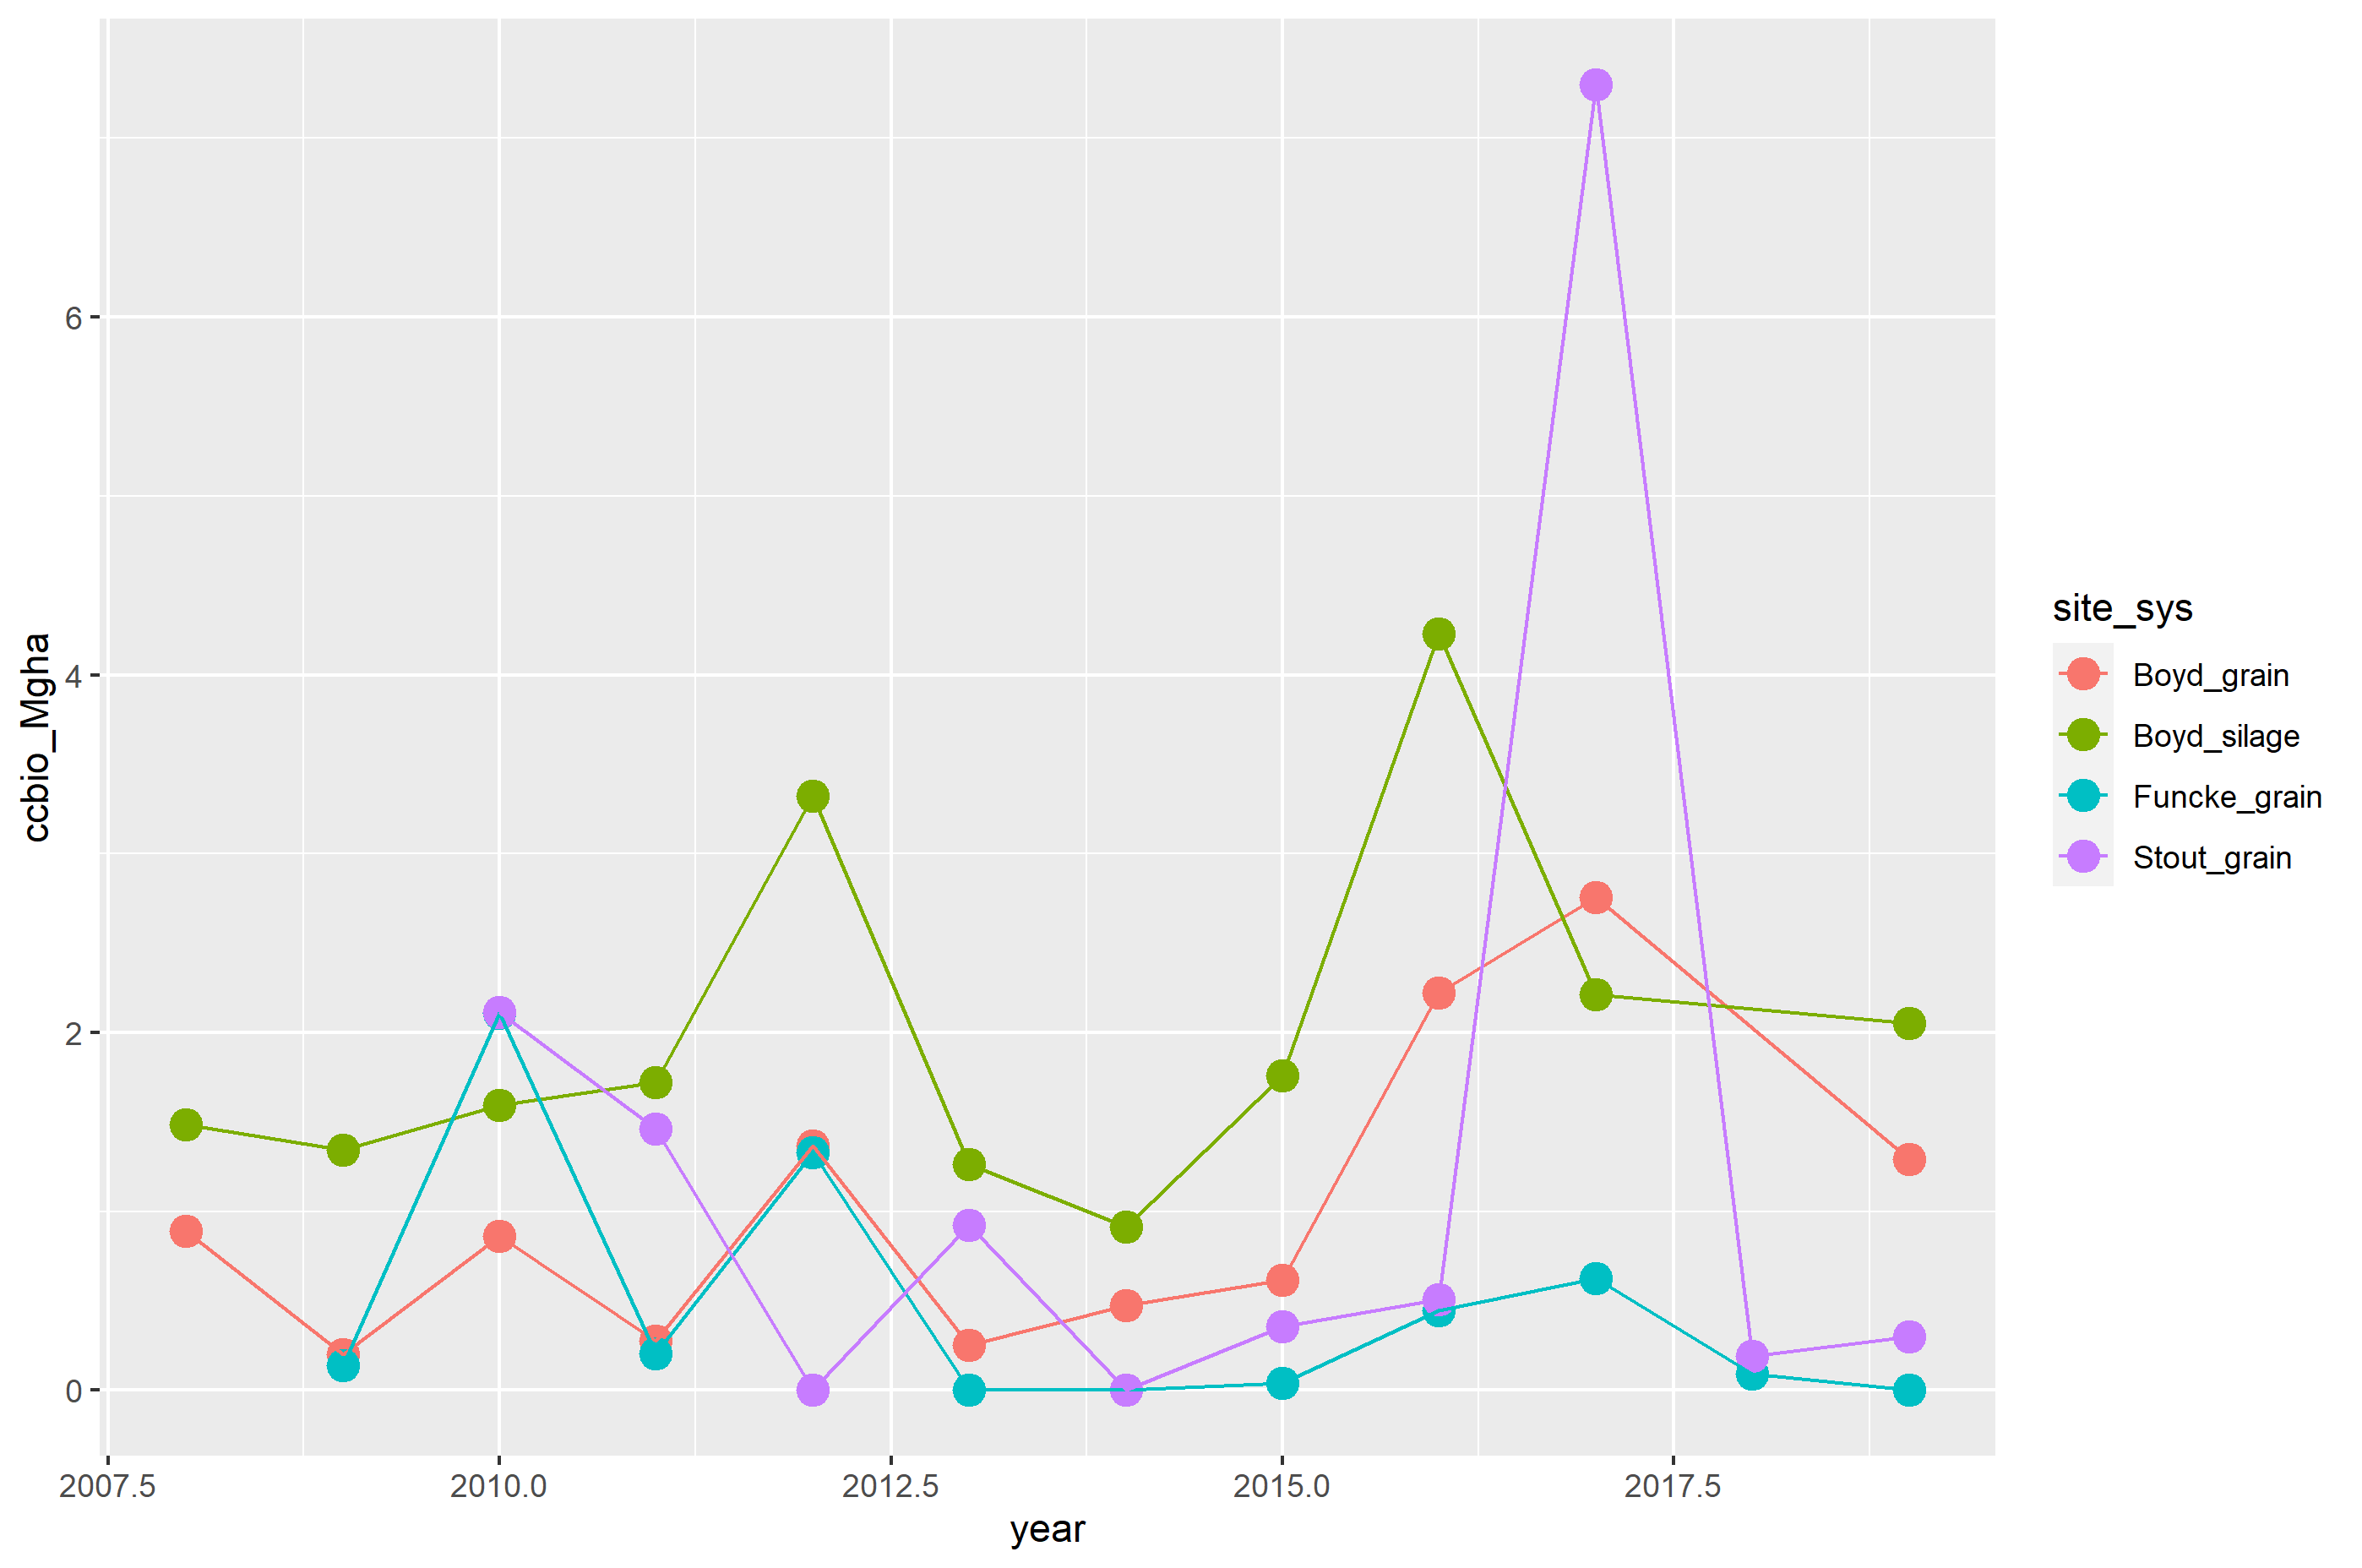 ccbio_Mgha
6
4
2
0
2007.5 2010.0 2012.5 2015.0 2017.5
year
site_sys
Boyd_grain
Boyd_silage
Funcke_grain
Stout_grain